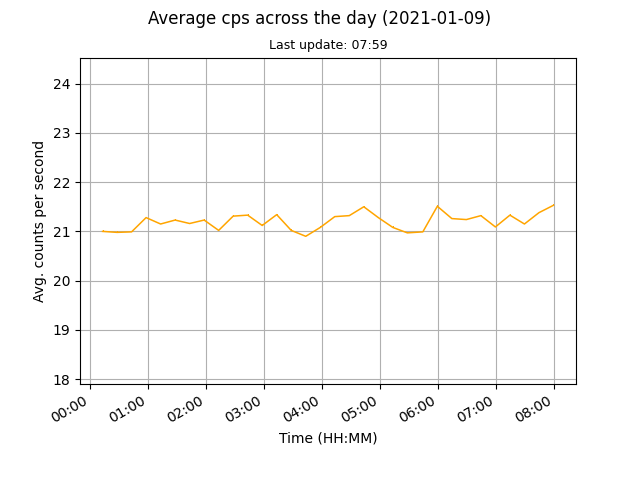 Average cps across the day (2021-01-09)
Last update: 07:59
24
23
22
21
20
19
18
Avg. counts per second
00:00 01:00 02:00 03:00 04:00 05:00 06:00 07:00 08:00
Time (HH:MM)